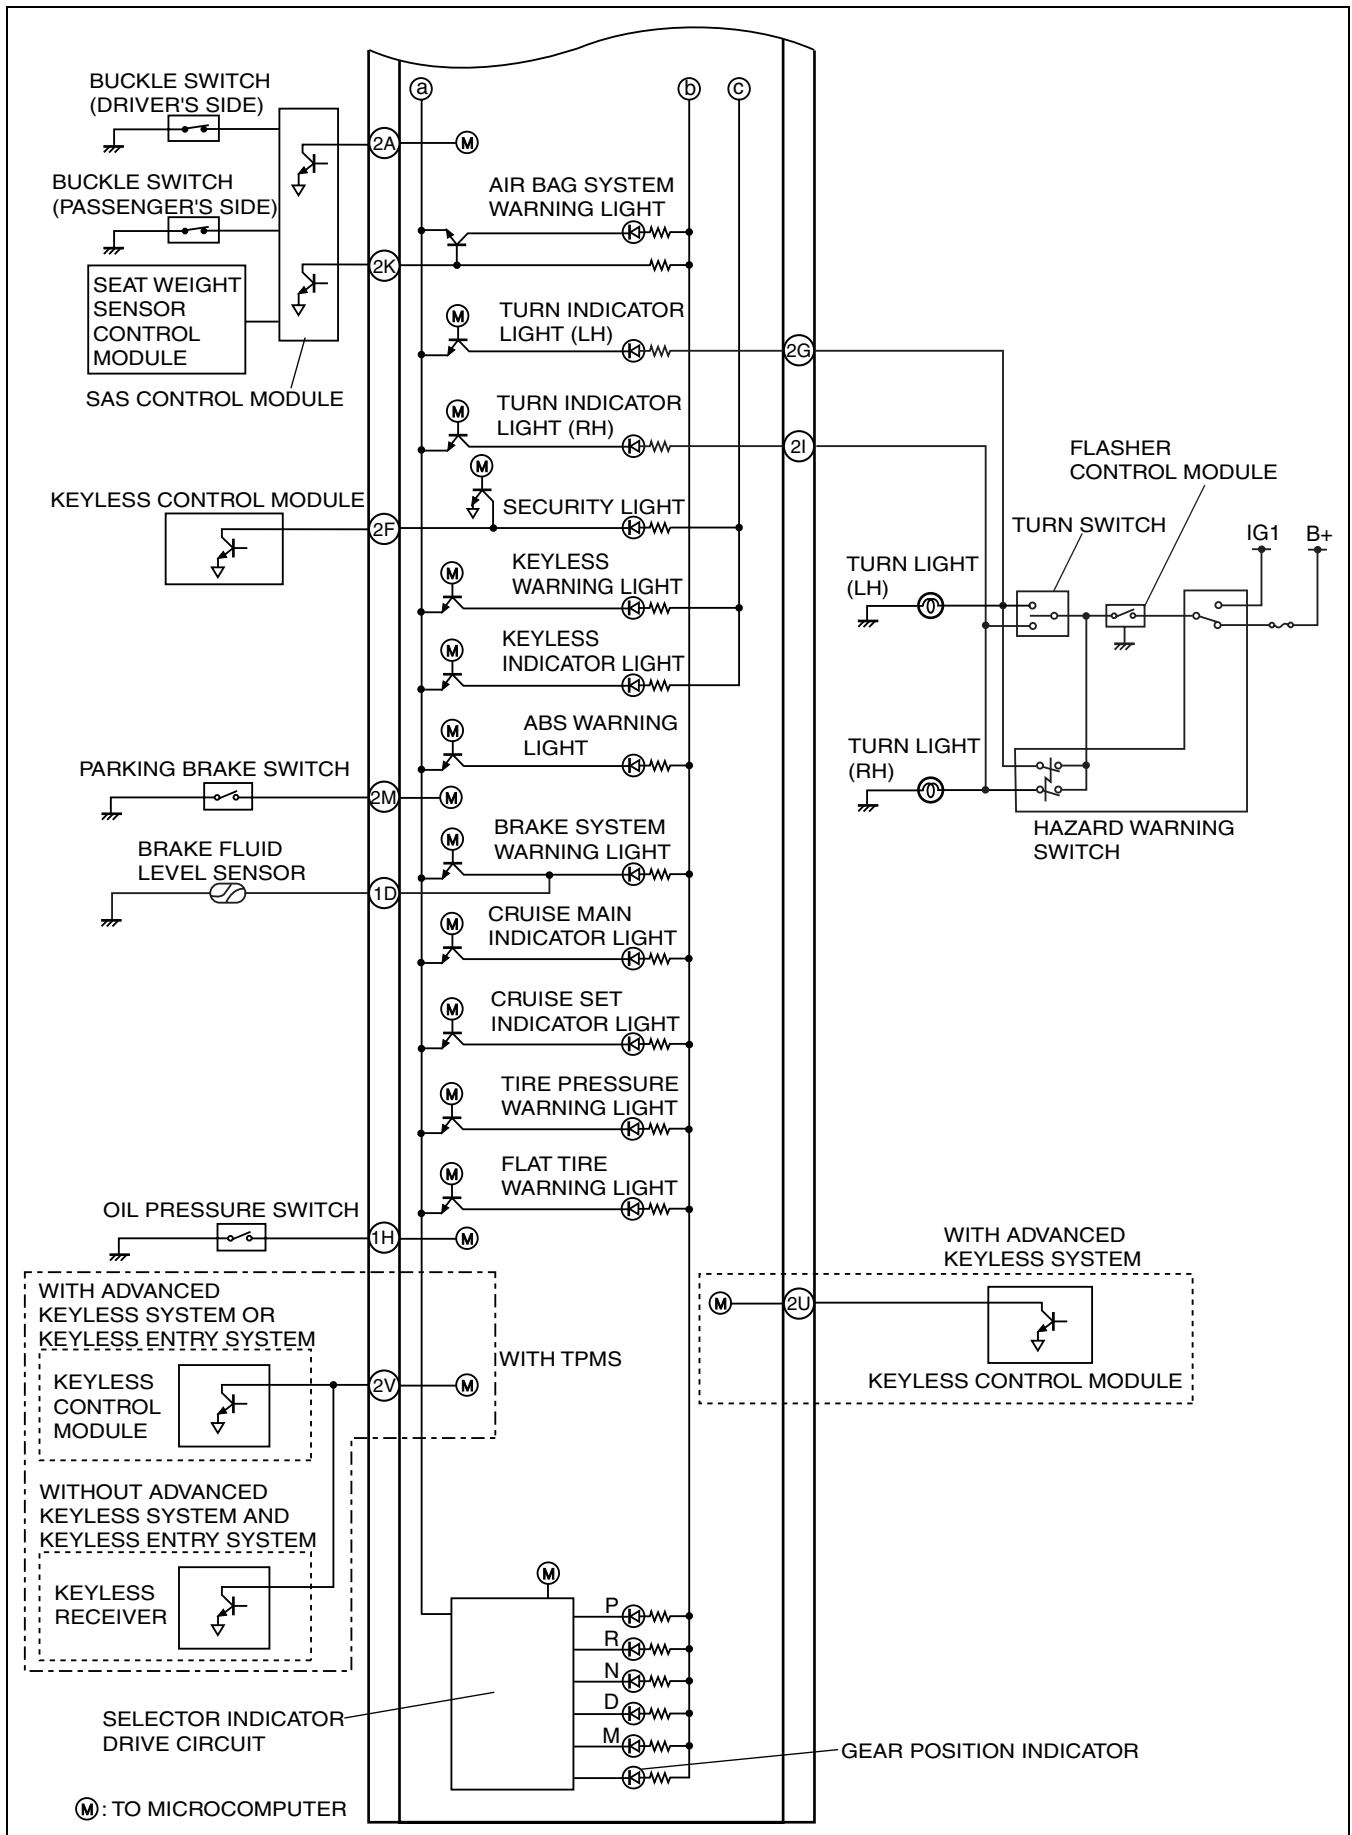 BUCKLE SWITCH
(DRIVER'S SIDE)
a
b
c
2A
M
BUCKLE SWITCH
(PASSENGER'S SIDE)
AIR BAG SYSTEM
WARNING LIGHT
2K
SEAT WEIGHT
SENSOR
CONTROL
MODULE
SAS CONTROL MODULE
M
TURN INDICATOR
LIGHT (LH)
2G
M
TURN INDICATOR
LIGHT (RH)
2I
FLASHER
CONTROL MODULE
M
SECURITY LIGHT
KEYLESS CONTROL MODULE
2F
TURN SWITCH
IG1
B+
M
KEYLESS
WARNING LIGHT
TURN LIGHT
(LH)
M
KEYLESS
INDICATOR LIGHT
M
ABS WARNING
LIGHT
TURN LIGHT
(RH)
PARKING BRAKE SWITCH
2M
M
HAZARD WARNING
SWITCH
M
BRAKE SYSTEM
WARNING LIGHT
BRAKE FLUID
LEVEL SENSOR
1D
M
CRUISE MAIN
INDICATOR LIGHT
M
CRUISE SET
INDICATOR LIGHT
M
TIRE PRESSURE
WARNING LIGHT
M
FLAT TIRE
WARNING LIGHT
OIL PRESSURE SWITCH
1H
M
WITH ADVANCED
KEYLESS SYSTEM
M
2U
KEYLESS CONTROL MODULE
WITH ADVANCED
KEYLESS SYSTEM OR
KEYLESS ENTRY SYSTEM
WITH TPMS
KEYLESS
CONTROL
MODULE
2V
M
WITHOUT ADVANCED
KEYLESS SYSTEM AND
KEYLESS ENTRY SYSTEM
KEYLESS
RECEIVER
M
P
R
N
D
M
SELECTOR INDICATOR
DRIVE CIRCUIT
GEAR POSITION INDICATOR
M : TO MICROCOMPUTER